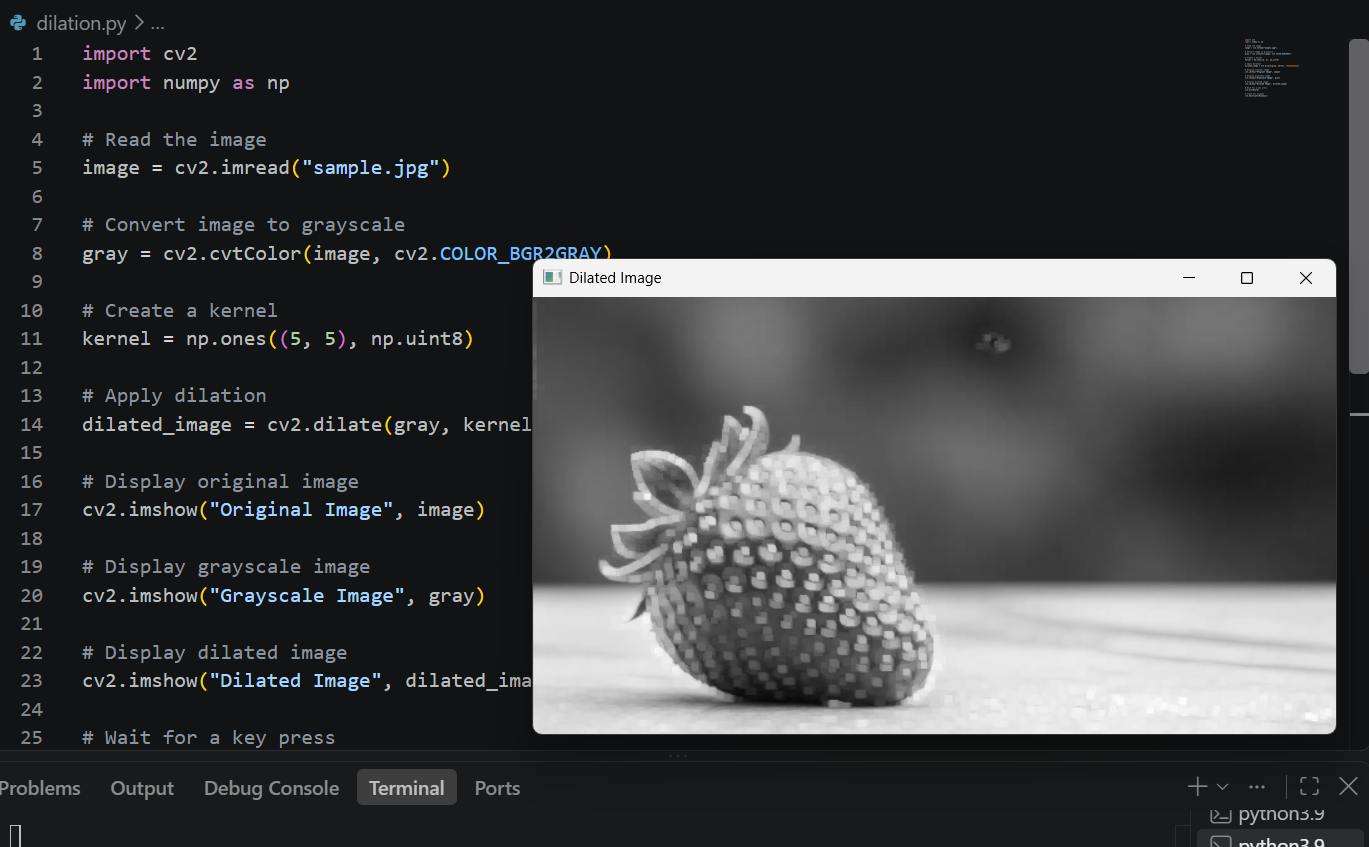 dilation.py > ...
1 import cv2
2 import numpy as np
3
4 # Read the image
5 image = cv2.imread("sample.jpg")
6
7 # Convert image to grayscale
8 gray = cv2.cvtColor(image, cv2.COLOR_BGR2GRAY)
9
10 # Create a kernel
11 kernel = np.ones((5, 5), np.uint8)
12
13 # Apply dilation
14 dilated_image = cv2.dilate(gray, kernel
15
16 # Display original image
17 cv2.imshow("Original Image", image)
18
19 # Display grayscale image
20 cv2.imshow("Grayscale Image", gray)
21
22 # Display dilated image
23 cv2.imshow("Dilated Image", dilated_ima
24
25 # Wait for a key press
Dilated Image
Problems Output Debug Console Terminal Ports
python3.9
python3.9